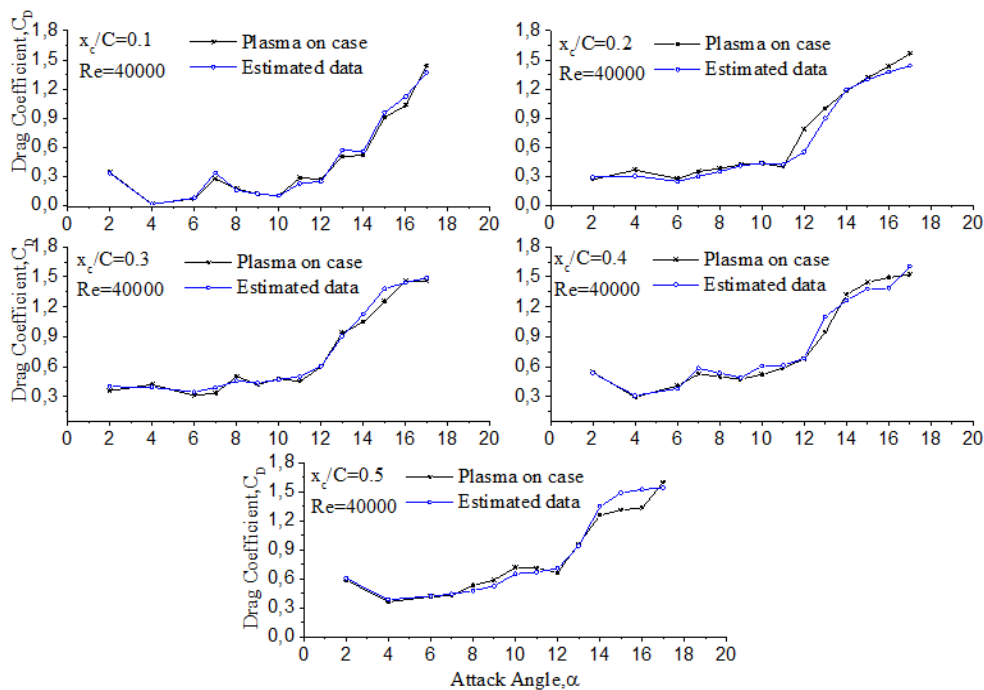 Drag Coefficient,C_D
1,8
1,5
1,2
0,9
0,6
0,3
0,0
x_c/C=0.1
Re=40000
Plasma on case
Estimated data
0 2 4 6 8 10 12 14 16 18 20
1,8
1,5
1,2
0,9
0,6
0,3
0,0
x_c/C=0.2
Re=40000
Plasma on case
Estimated data
0 2 4 6 8 10 12 14 16 18 20
Drag Coefficient,C_D
1,8
1,5
1,2
0,9
0,6
0,3
x_c/C=0.3
Re=40000
Plasma on case
Estimated data
0 2 4 6 8 10 12 14 16 18 20
1,8
1,5
1,2
0,9
0,6
0,3
x_c/C=0.4
Re=40000
Plasma on case
Estimated data
0 2 4 6 8 10 12 14 16 18 20
Drag Coefficient,C_D
1,8
1,5
1,2
0,9
0,6
0,3
0,0
x_c/C=0.5
Re=40000
Plasma on case
Estimated data
0 2 4 6 8 10 12 14 16 18 20
Attack Angle,α